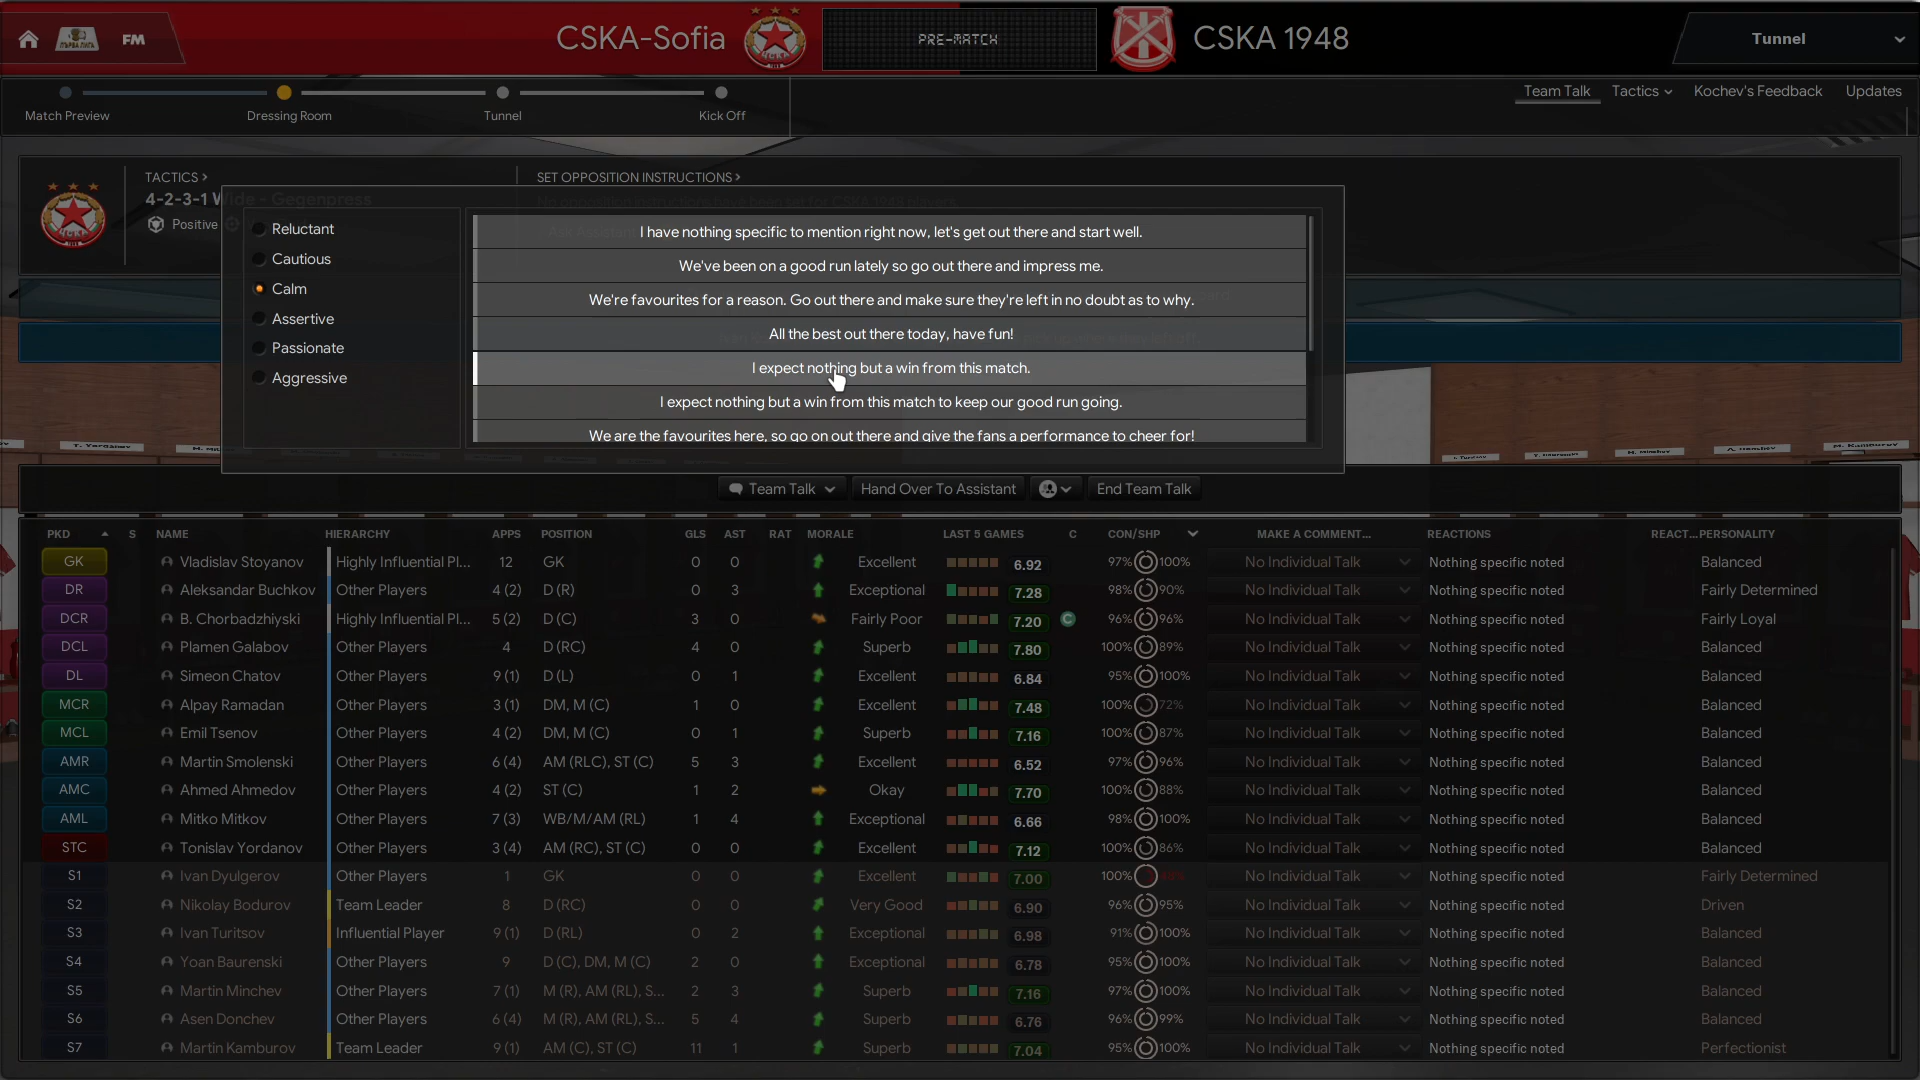 FM
CSKA-Sofia
PRE-MATCH
CSKA 1948
Tunnel
Match Preview
Dressing Room
Tunnel
Kick Off
Team Talk
Tactics
Kochev's Feedback
Updates
TACTICS >
SET OPPOSITION INSTRUCTIONS >
4-2-3-1 Wide - Gegenpress
Positive
Reluctant
Cautious
Calm
Assertive
Passionate
Aggressive
I have nothing specific to mention right now, let's get out there and start well.
We've been on a good run lately so go out there and impress me.
We're favourites for a reason. Go out there and make sure they're left in no doubt as to why.
All the best out there today, have fun!
I expect nothing but a win from this match.
I expect nothing but a win from this match to keep our good run going.
We are the favourites here, so go on out there and give the fans a performance to cheer for!
Team Talk
Hand Over To Assistant
End Team Talk
PKD S NAME HIERARCHY APPS POSITION GLS AST RAT MORALE LAST 5 GAMES C CON/SHP MAKE A COMMENT... REACTIONS REACT... PERSONALITY
GK Vladislav Stoyanov Highly Influential Pl... 12 GK 0 0 Excellent 6.92 97% 100% No Individual Talk Nothing specific noted Balanced
DR Aleksandar Buchkov Other Players 4 (2) D (R) 0 3 Exceptional 7.28 98% 90% No Individual Talk Nothing specific noted Fairly Determined
DCR B. Chorbadzhiyski Highly Influential Pl... 5 (2) D (C) 3 0 Fairly Poor 7.20 C 96% 96% No Individual Talk Nothing specific noted Fairly Loyal
DCL Plamen Galabov Other Players 4 D (RC) 4 0 Superb 7.80 100% 89% No Individual Talk Nothing specific noted Balanced
DL Simeon Chatov Other Players 9 (1) D (L) 0 1 Excellent 6.84 95% 100% No Individual Talk Nothing specific noted Balanced
MCR Alpay Ramadan Other Players 3 (1) DM, M (C) 1 0 Excellent 7.48 100% 72% No Individual Talk Nothing specific noted Balanced
MCL Emil Tsenov Other Players 4 (2) DM, M (C) 0 1 Superb 7.16 100% 87% No Individual Talk Nothing specific noted Balanced
AMR Martin Smolenski Other Players 6 (4) AM (RLC), ST (C) 5 3 Excellent 6.52 97% 96% No Individual Talk Nothing specific noted Balanced
AMC Ahmed Ahmedov Other Players 4 (2) ST (C) 1 2 Okay 7.70 100% 88% No Individual Talk Nothing specific noted Balanced
AML Mitko Mitkov Other Players 7 (3) WB/M/AM (RL) 1 4 Exceptional 6.66 98% 100% No Individual Talk Nothing specific noted Balanced
STC Tonislav Yordanov Other Players 3 (4) AM (RC), ST (C) 0 0 Excellent 7.12 100% 86% No Individual Talk Nothing specific noted Balanced
S1 Ivan Dyulgerov Other Players 1 GK 0 0 Excellent 7.00 100% No Individual Talk Nothing specific noted Fairly Determined
S2 Nikolay Bodurov Team Leader 8 D (RC) 0 0 Very Good 6.90 96% 95% No Individual Talk Nothing specific noted Driven
S3 Ivan Turitsov Influential Player 9 (1) D (RL) 0 2 Exceptional 6.98 91% 100% No Individual Talk Nothing specific noted Balanced
S4 Yoan Baurenski Other Players 9 D (C), DM, M (C) 2 0 Exceptional 6.78 95% 100% No Individual Talk Nothing specific noted Balanced
S5 Martin Minchev Other Players 7 (1) M (R), AM (RL), S... 2 3 Superb 7.16 97% 100% No Individual Talk Nothing specific noted Balanced
S6 Asen Donchev Other Players 6 (4) M (R), AM (RL), S... 5 4 Superb 6.76 96% 99% No Individual Talk Nothing specific noted Balanced
S7 Martin Kamburov Team Leader 9 (1) AM (C), ST (C) 11 1 Superb 7.04 95% 100% No Individual Talk Nothing specific noted Perfectionist